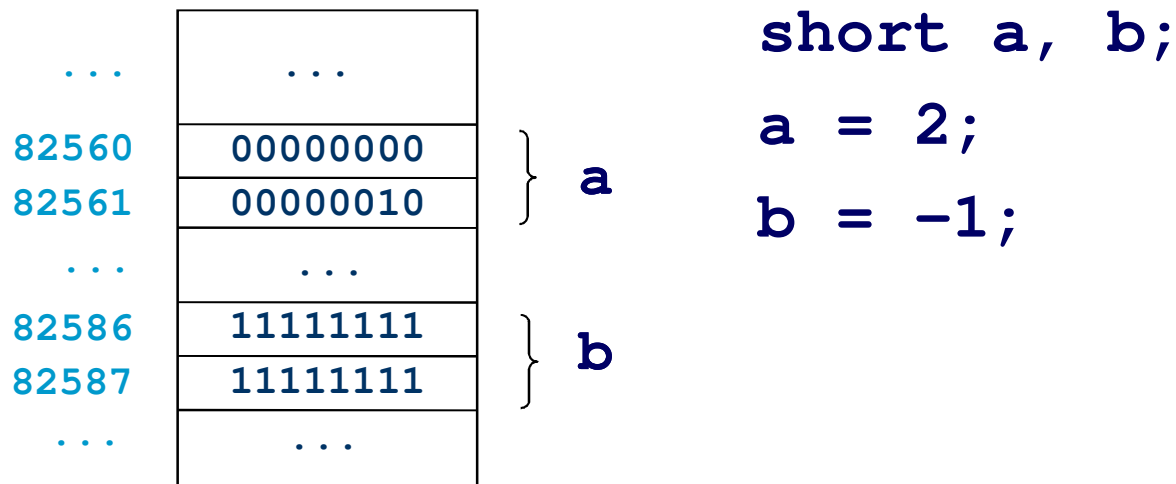 short a, b;
... ...
82560 00000000
a = 2;
82561 00000010
a
b = −1;
... ...
82586 11111111
b
82587 11111111
... ...